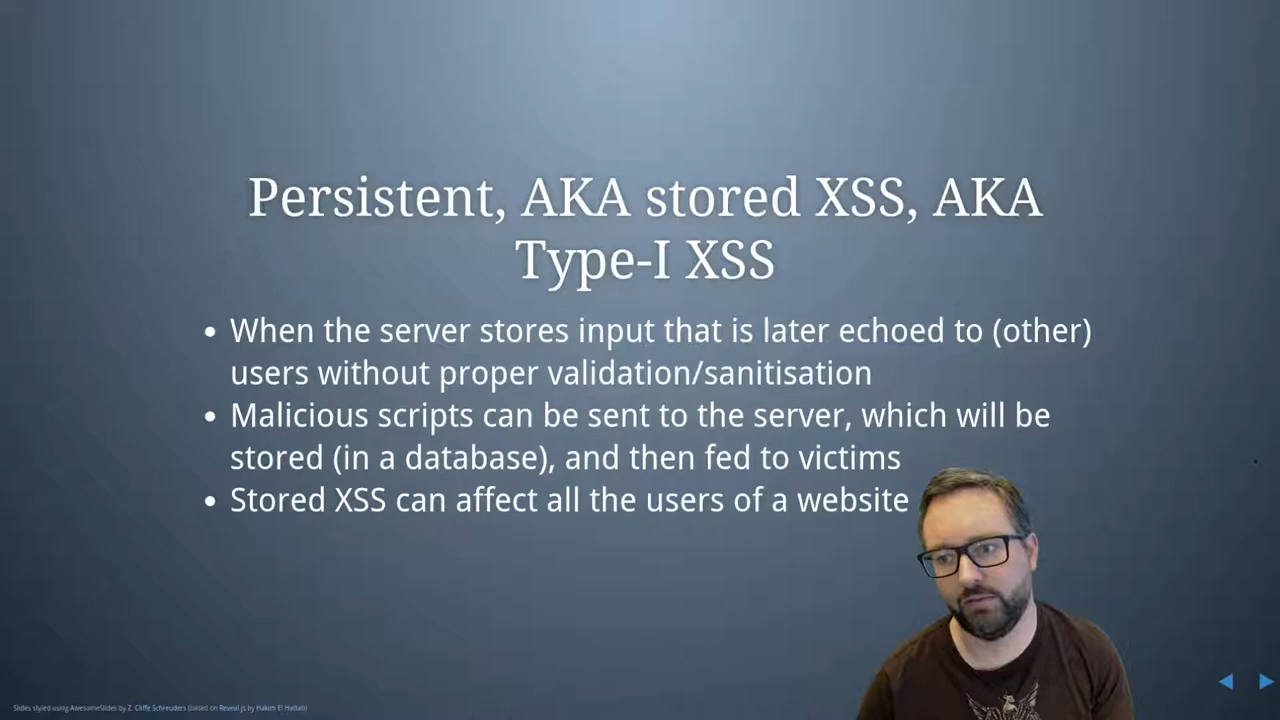 Persistent, AKA stored XSS, AKA
Type-I XSS
• When the server stores input that is later echoed to (other)
users without proper validation/sanitisation
• Malicious scripts can be sent to the server, which will be
stored (in a database), and then fed to victims
• Stored XSS can affect all the users of a website
Slides styled using AwesomeSlides by Z. Cliffe Schreuders (based on Reveal.js by Hakim El Hattab)